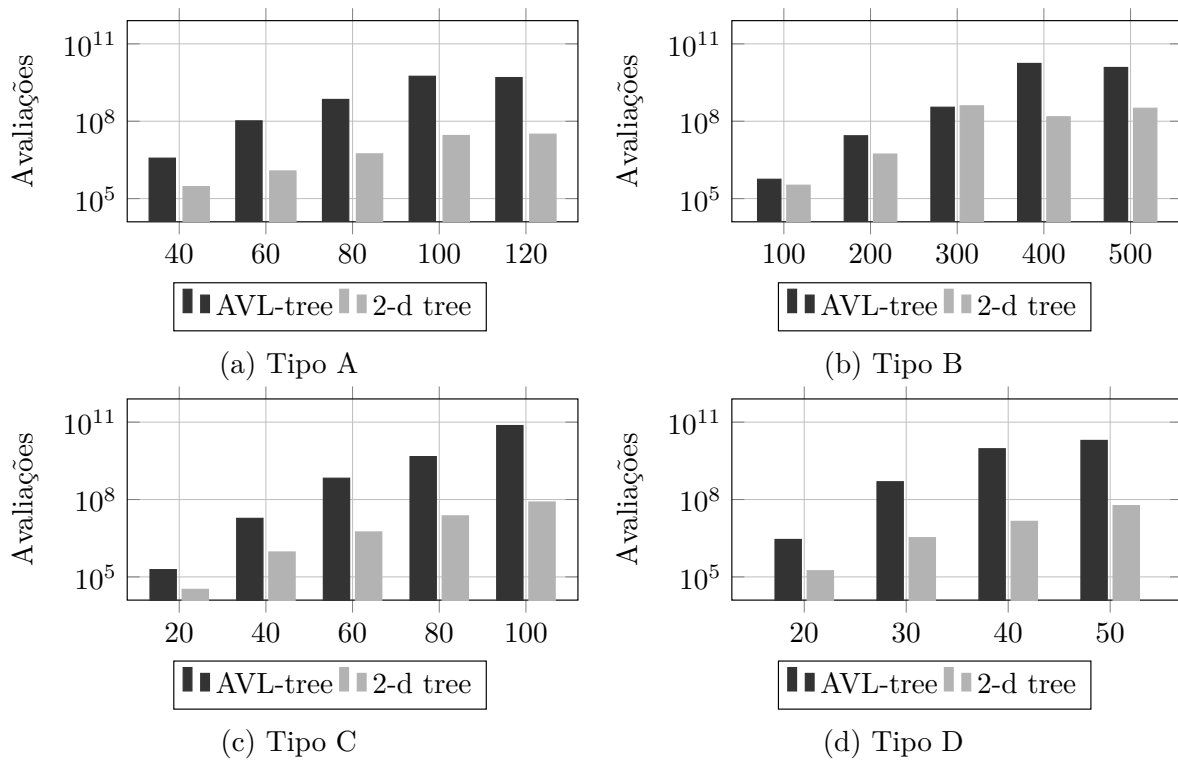 Avaliações
10^11
10^8
10^5
40 60 80 100 120
AVL-tree 2-d tree
(a) Tipo A
Avaliações
10^11
10^8
10^5
100 200 300 400 500
AVL-tree 2-d tree
(b) Tipo B
Avaliações
10^11
10^8
10^5
20 40 60 80 100
AVL-tree 2-d tree
(c) Tipo C
Avaliações
10^11
10^8
10^5
20 30 40 50
AVL-tree 2-d tree
(d) Tipo D